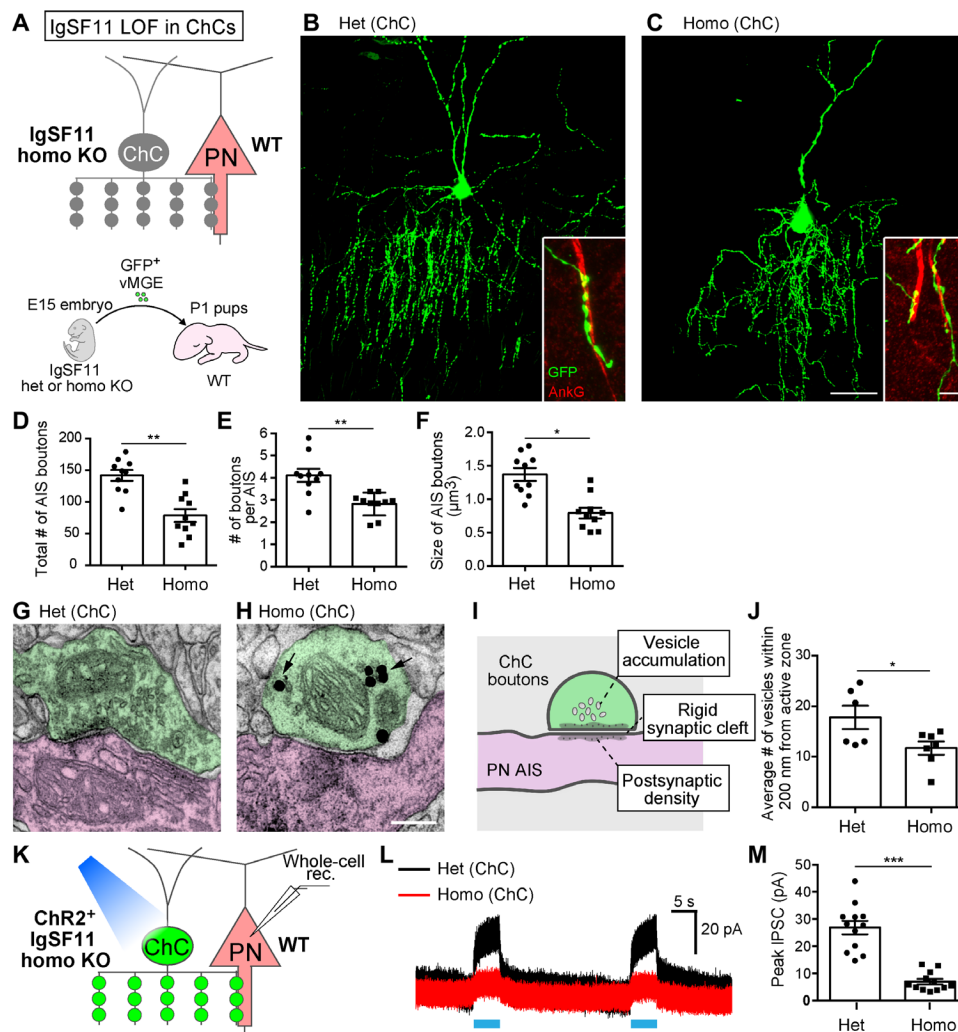 A
IgSF11 LOF in ChCs
IgSF11
homo KO
ChC
PN
WT
GFP+
vMGE
E15 embryo
P1 pups
IgSF11
het or homo KO
WT
B
Het (ChC)
GFP
AnkG
C
Homo (ChC)
D
Total # of AIS boutons
200
150
100
50
0
**
Het
Homo
E
# of boutons
per AIS
6
5
4
3
2
1
0
**
Het
Homo
F
Size of AIS boutons
(µm3)
2.0
1.5
1.0
0.5
0.0
*
Het
Homo
G
Het (ChC)
H
Homo (ChC)
I
ChC
boutons
Vesicle
accumulation
Rigid
synaptic cleft
PN AIS
Postsynaptic
density
J
Average # of vesicles within
200 nm from active zone
30
20
10
0
*
Het
Homo
K
Whole-cell
rec.
ChR2+
IgSF11
homo KO
ChC
PN
WT
L
Het (ChC)
Homo (ChC)
5 s
20 pA
M
Peak IPSC (pA)
50
40
30
20
10
0
***
Het
Homo